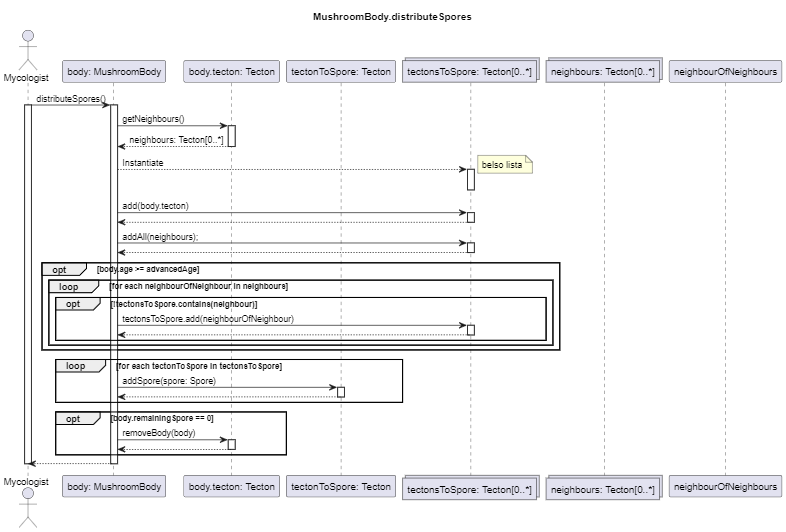 MushroomBody.distributeSpores
Mycologist
body: MushroomBody
body.tecton: Tecton
tectonToSpore: Tecton
tectonsToSpore: Tecton[0..*]
neighbours: Tecton[0..*]
neighbourOfNeighbours
distributeSpores()
getNeighbours()
neighbours: Tecton[0..*]
Instantiate
belso lista
add(body.tecton)
addAll(neighbours);
opt [body.age >= advancedAge]
loop [for each neighbourOfNeighbour in neighbours]
opt [!tectonsToSpore.contains(neighbour)]
tectonsToSpore.add(neighbourOfNeighbour)
loop [for each tectonToSpore in tectonsToSpore]
addSpore(spore: Spore)
opt [body.remainingSpore == 0]
removeBody(body)
Mycologist
body: MushroomBody
body.tecton: Tecton
tectonToSpore: Tecton
tectonsToSpore: Tecton[0..*]
neighbours: Tecton[0..*]
neighbourOfNeighbours